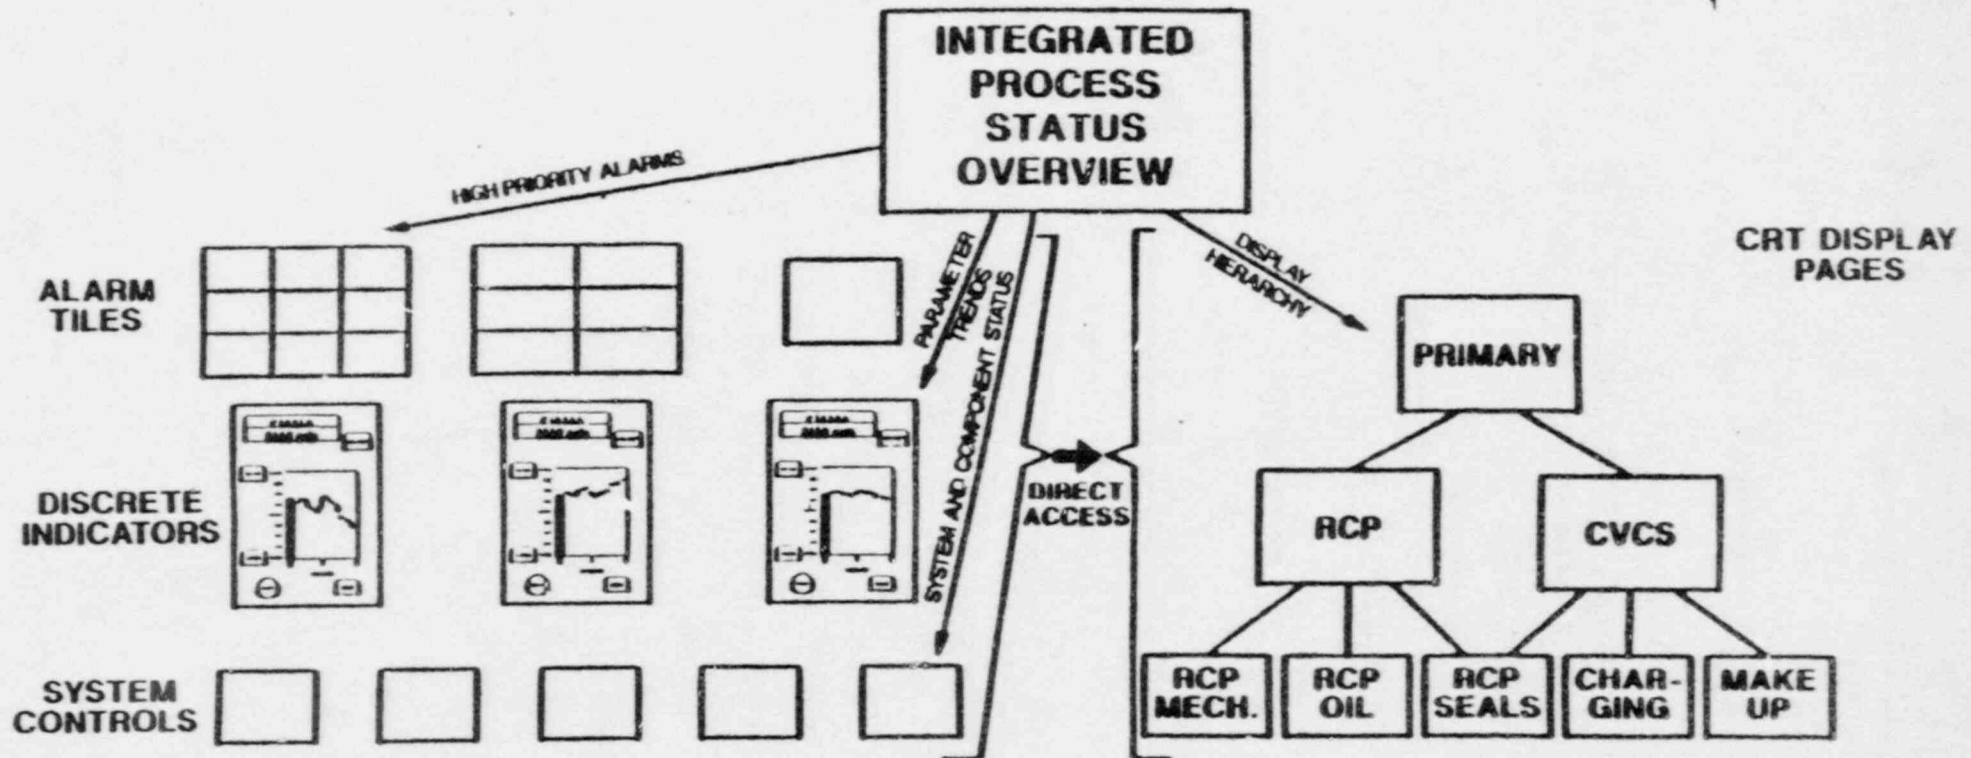 INTEGRATED
PROCESS
STATUS
OVERVIEW
HIGH PRIORITY ALARMS
PARAMETER
TRENDS
SYSTEM AND COMPONENT STATUS
DISPLAY
HIERARCHY
CRT DISPLAY
PAGES
ALARM
TILES
PRIMARY
DISCRETE
INDICATORS
DIRECT
ACCESS
RCP
CVCS
SYSTEM
CONTROLS
RCP
MECH.
RCP
OIL
RCP
SEALS
CHAR-
GING
MAKE
UP